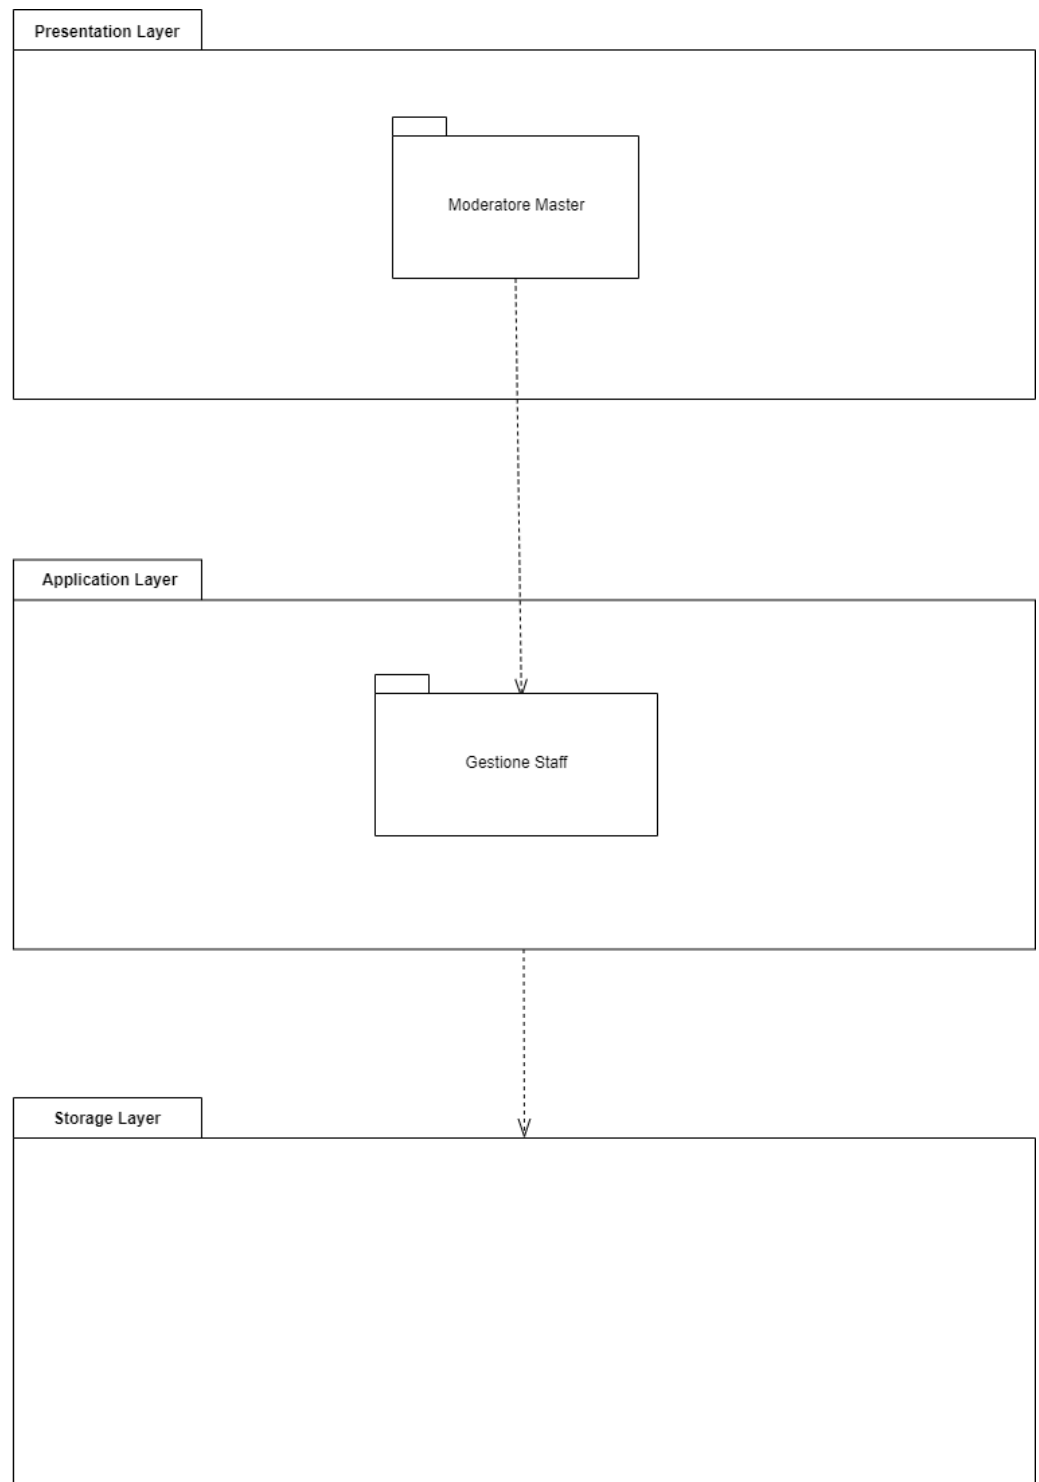 Presentation Layer
Moderatore Master
Application Layer
Gestione Staff
Storage Layer